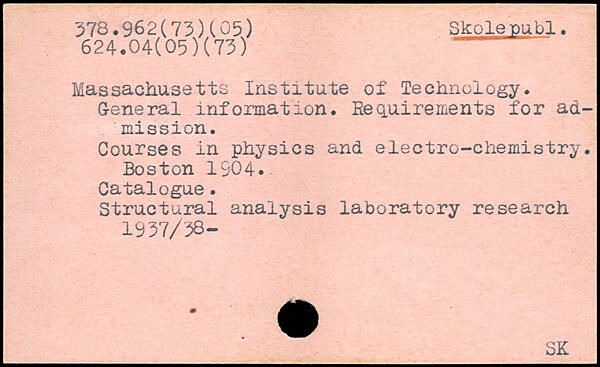 378.962(73)(05) Skolepubl.
624.04(05)(73)
Massachusetts Institute of Technology.
General information. Requirements for ad-
mission.
Courses in physics and electro-chemistry.
Boston 1904.
Catalogue.
Structural analysis laboratory research
1937/38-
SK